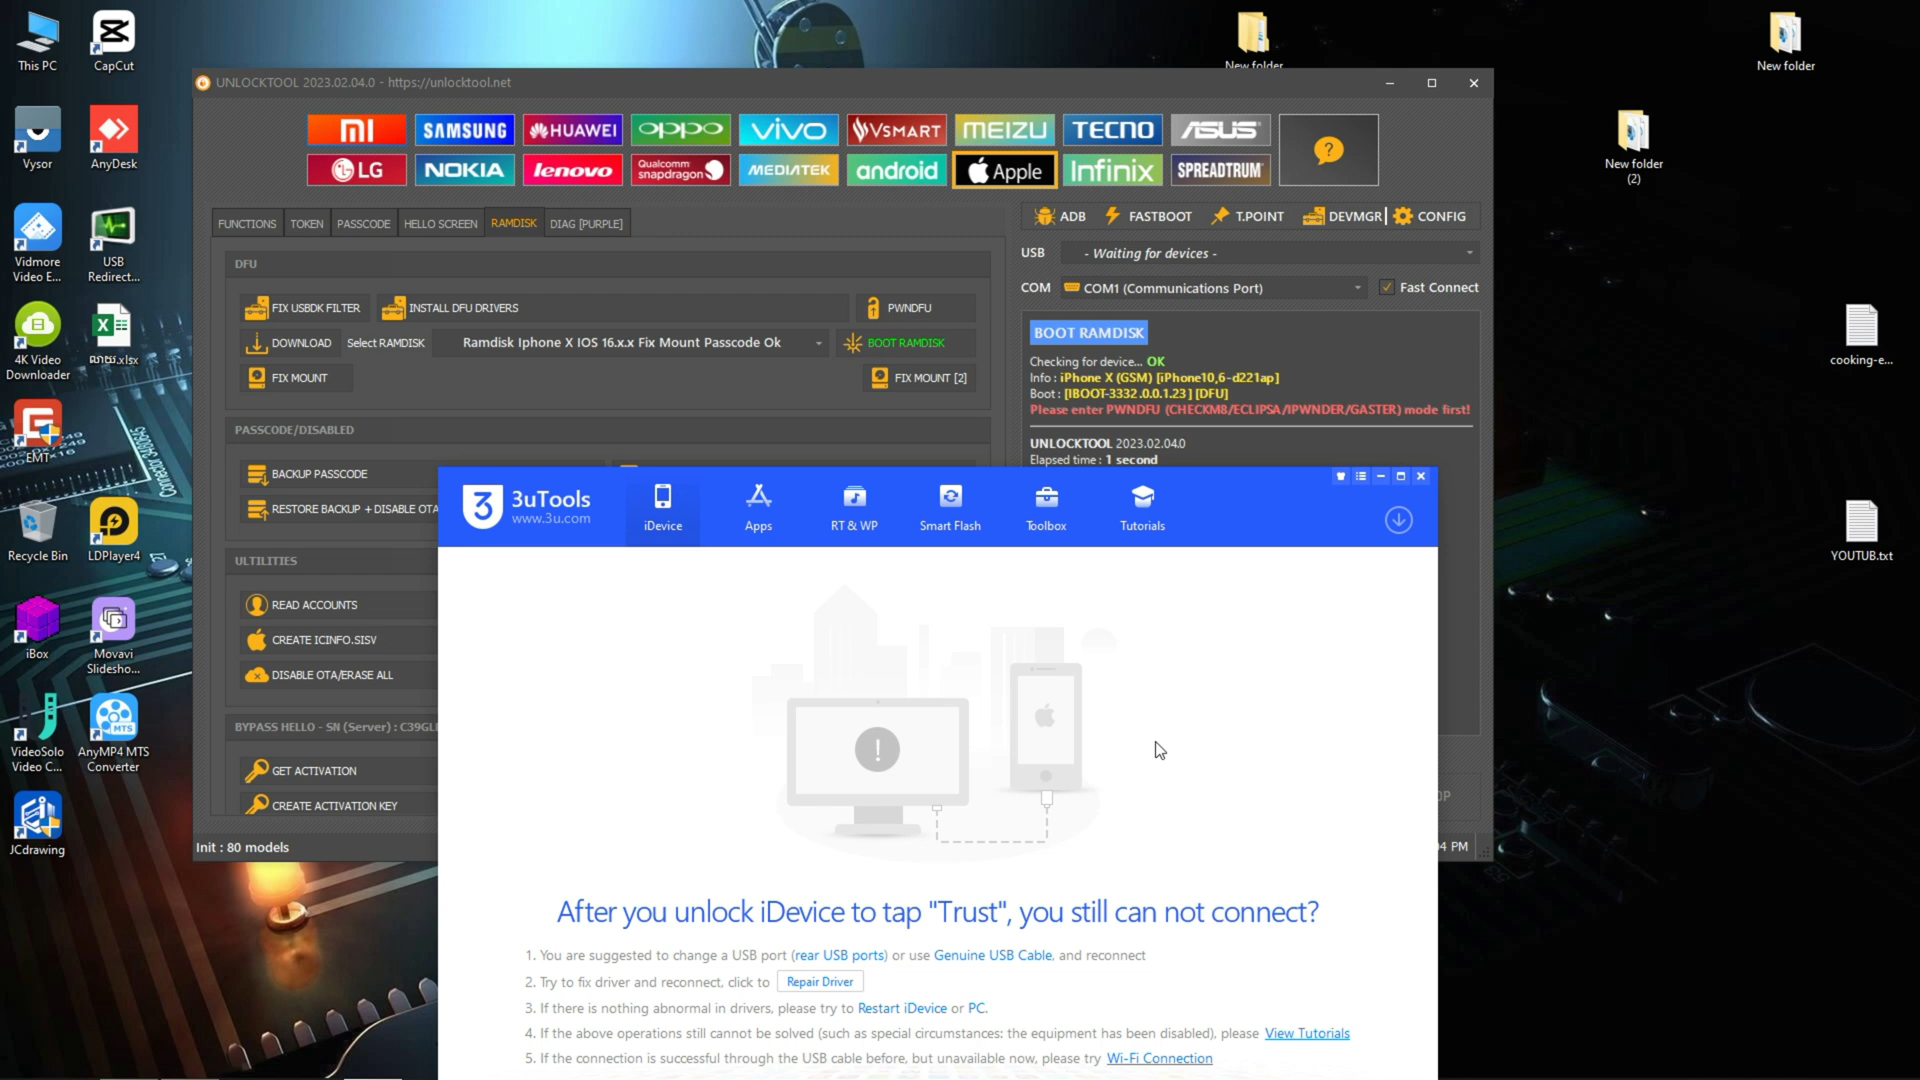 This PC
CapCut
New folder
New folder
UNLOCKTOOL 2023.02.04.0 - https://unlocktool.net
mi
SAMSUNG
HUAWEI
oppo
vivo
VSMART
MEIZU
TECNO
ASUS
?
LG
NOKIA
lenovo
Qualcomm
snapdragon
MEDIATEK
android
Apple
Infinix
SPREADTRUM
Vysor
AnyDesk
New folder
(2)
FUNCTIONS
TOKEN
PASSCODE
HELLO SCREEN
RAMDISK
DIAG [PURPLE]
ADB
FASTBOOT
T.POINT
DEVMGR
CONFIG
USB
- Waiting for devices -
COM
COM1 (Communications Port)
Fast Connect
Vidmore
Video E...
USB
Redirect...
DFU
FIX USBDK FILTER
INSTALL DFU DRIVERS
PWNDFU
DOWNLOAD
Select RAMDISK
Ramdisk Iphone X IOS 16.x.x Fix Mount Passcode Ok
BOOT RAMDISK
FIX MOUNT
FIX MOUNT [2]
BOOT RAMDISK
Checking for device... OK
Info : iPhone X (GSM) [iPhone10,6-d221ap]
Boot : [IBOOT-3332.0.0.1.23] [DFU]
Please enter PWNDFU (CHECKM8/ECLIPSA/IPWNDER/GASTER) mode first!
UNLOCKTOOL 2023.02.04.0
Elapsed time : 1 second
4K Video
Downloader
cooking-e...
PASSCODE/DISABLED
BACKUP PASSCODE
RESTORE BACKUP + DISABLE OTA
EMT
3uTools
www.3u.com
iDevice
Apps
RT & WP
Smart Flash
Toolbox
Tutorials
Recycle Bin
LDPlayer4
YOUTUB.txt
ULTILITIES
READ ACCOUNTS
CREATE ICINFO.SISV
DISABLE OTA/ERASE ALL
iBox
Movavi
Slidesho...
BYPASS HELLO - SN (Server) : C39GL
GET ACTIVATION
CREATE ACTIVATION KEY
VideoSolo
Video C...
AnyMP4 MTS
Converter
JCdrawing
Init : 80 models
4 PM
After you unlock iDevice to tap "Trust", you still can not connect?
1. You are suggested to change a USB port (rear USB ports) or use Genuine USB Cable, and reconnect
2. Try to fix driver and reconnect, click to Repair Driver
3. If there is nothing abnormal in drivers, please try to Restart iDevice or PC.
4. If the above operations still cannot be solved (such as special circumstances: the equipment has been disabled), please View Tutorials
5. If the connection is successful through the USB cable before, but unavailable now, please try Wi-Fi Connection